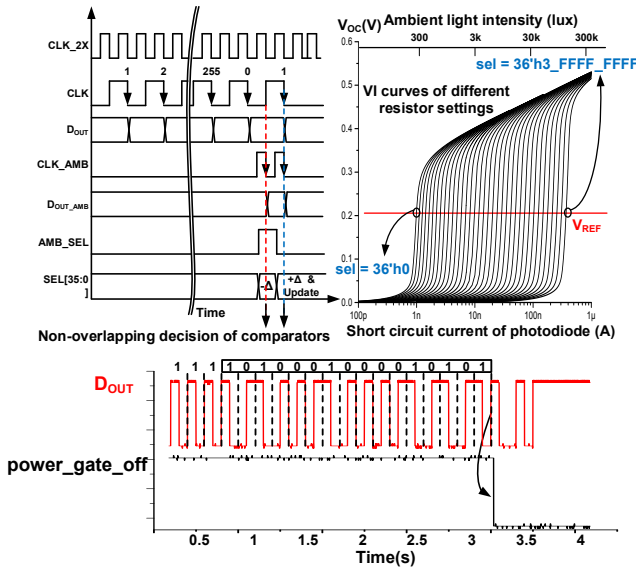 CLK_2X
CLK
1 2 255 0 1
D_OUT
CLK_AMB
D_OUT_AMB
AMB_SEL
SEL[35:0
]
-Δ
+Δ &
Update
Time
Non-overlapping decision of comparators
V_OC(V)
Ambient light intensity (lux)
300 3k 30k 300k
0.6
0.5
0.4
0.3
0.2
0.1
0.0
sel = 36'h3_FFFF_FFFF
VI curves of different
resistor settings
V_REF
sel = 36'h0
100p 1n 10n 100n 1µ
Short circuit current of photodiode (A)
1 1 1 1 0 1 0 0 0 1 0 0 0 0 1 0 1 0 1
D_OUT
power_gate_off
0.5 1 1.5 2 2.5 3 3.5 4
Time(s)